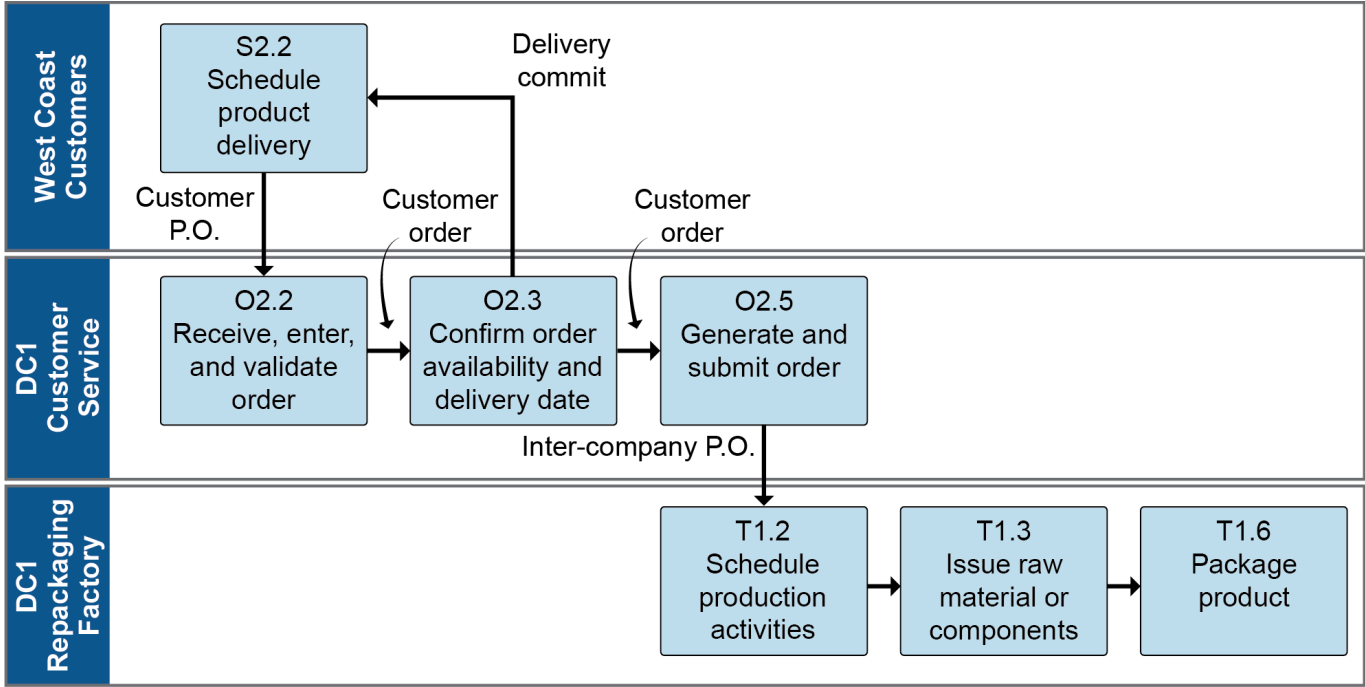 West Coast
Customers
S2.2
Schedule
product
delivery
Delivery
commit
Customer
P.O.
Customer
order
Customer
order
DC1
Customer
Service
O2.2
Receive, enter,
and validate
order
O2.3
Confirm order
availability and
delivery date
O2.5
Generate and
submit order
Inter-company P.O.
DC1
Repackaging
Factory
T1.2
Schedule
production
activities
T1.3
Issue raw
material or
components
T1.6
Package
product